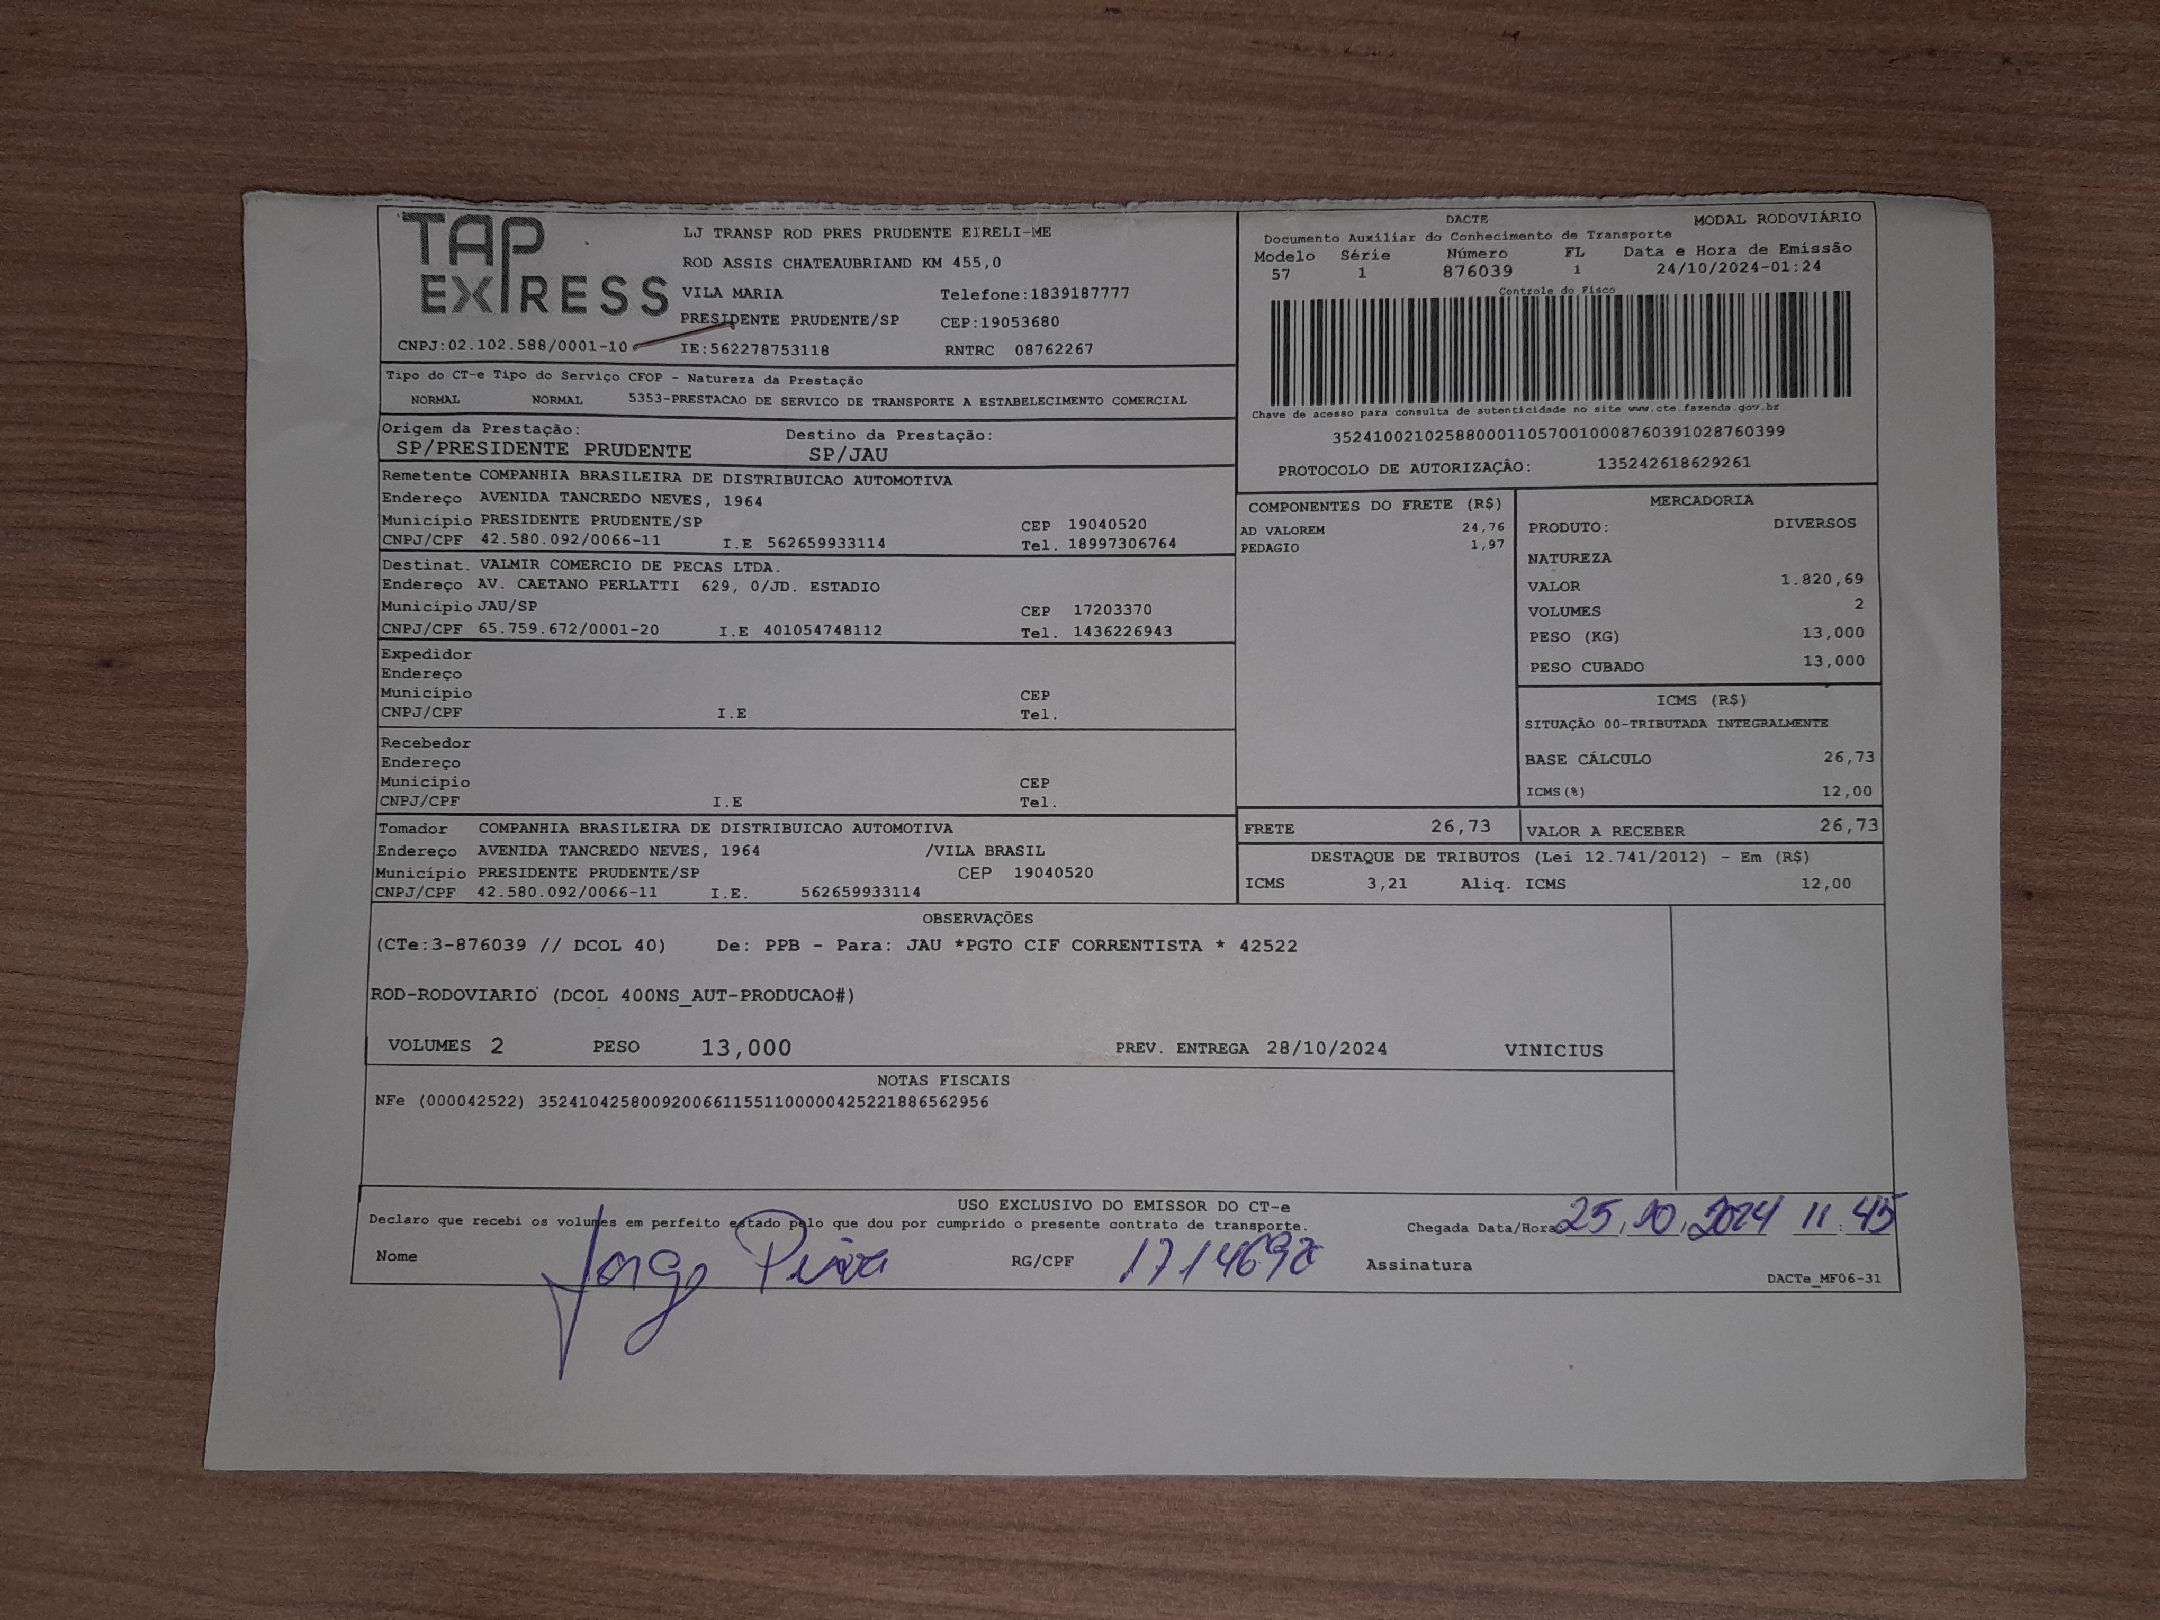 TAP EXPRESS
LJ TRANSP ROD PRES PRUDENTE EIRELI-ME
ROD ASSIS CHATEAUBRIAND KM 455,0
VILA MARIA Telefone:1839187777
PRESIDENTE PRUDENTE/SP CEP:19053680
CNPJ:02.102.588/0001-10 IE:562278753118 RNTRC 08762267
DACTE MODAL RODOVIÁRIO
Documento Auxiliar do Conhecimento de Transporte
Modelo Série Número FL Data e Hora de Emissão
57 1 876039 1 24/10/2024-01:24
Controle do Fisco
Chave de acesso para consulta de autenticidade no site www.cte.fazenda.gov.br
35241002102588000110570010008760391028760399
PROTOCOLO DE AUTORIZAÇÂO: 135242618629261
Tipo do CT-e Tipo do Serviço CFOP - Natureza da Prestação
NORMAL NORMAL 5353-PRESTACAO DE SERVICO DE TRANSPORTE A ESTABELECIMENTO COMERCIAL
Origem da Prestação: Destino da Prestação:
SP/PRESIDENTE PRUDENTE SP/JAU
Remetente COMPANHIA BRASILEIRA DE DISTRIBUICAO AUTOMOTIVA
Endereço AVENIDA TANCREDO NEVES, 1964
Município PRESIDENTE PRUDENTE/SP CEP 19040520
CNPJ/CPF 42.580.092/0066-11 I.E 562659933114 Tel. 18997306764
Destinat. VALMIR COMERCIO DE PECAS LTDA.
Endereço AV. CAETANO PERLATTI 629, 0/JD. ESTADIO
Município JAU/SP CEP 17203370
CNPJ/CPF 65.759.672/0001-20 I.E 401054748112 Tel. 1436226943
Expedidor
Endereço
Município CEP
CNPJ/CPF I.E Tel.
Recebedor
Endereço
Município CEP
CNPJ/CPF I.E Tel.
Tomador COMPANHIA BRASILEIRA DE DISTRIBUICAO AUTOMOTIVA
Endereço AVENIDA TANCREDO NEVES, 1964 /VILA BRASIL
Município PRESIDENTE PRUDENTE/SP CEP 19040520
CNPJ/CPF 42.580.092/0066-11 I.E. 562659933114
COMPONENTES DO FRETE (R$)
AD VALOREM 24,76
PEDAGIO 1,97
MERCADORIA
PRODUTO: DIVERSOS
NATUREZA
VALOR 1.820,69
VOLUMES 2
PESO (KG) 13,000
PESO CUBADO 13,000
ICMS (R$)
SITUAÇÃO 00-TRIBUTADA INTEGRALMENTE
BASE CÁLCULO 26,73
ICMS(%) 12,00
FRETE 26,73 VALOR A RECEBER 26,73
DESTAQUE DE TRIBUTOS (Lei 12.741/2012) - Em (R$)
ICMS 3,21 Aliq. ICMS 12,00
OBSERVAÇÕES
(CTe:3-876039 // DCOL 40) De: PPB - Para: JAU *PGTO CIF CORRENTISTA * 42522
ROD-RODOVIARIO (DCOL 400NS_AUT-PRODUCAO#)
VOLUMES 2 PESO 13,000 PREV. ENTREGA 28/10/2024 VINICIUS
NOTAS FISCAIS
NFe (000042522) 35241042580092006611551100000425221886562956
USO EXCLUSIVO DO EMISSOR DO CT-e
Declaro que recebi os volumes em perfeito estado pelo que dou por cumprido o presente contrato de transporte. Chegada Data/Hora 25.10.2024 11:45
Nome Jorge RG/CPF Assinatura
DACTe_MF06-31